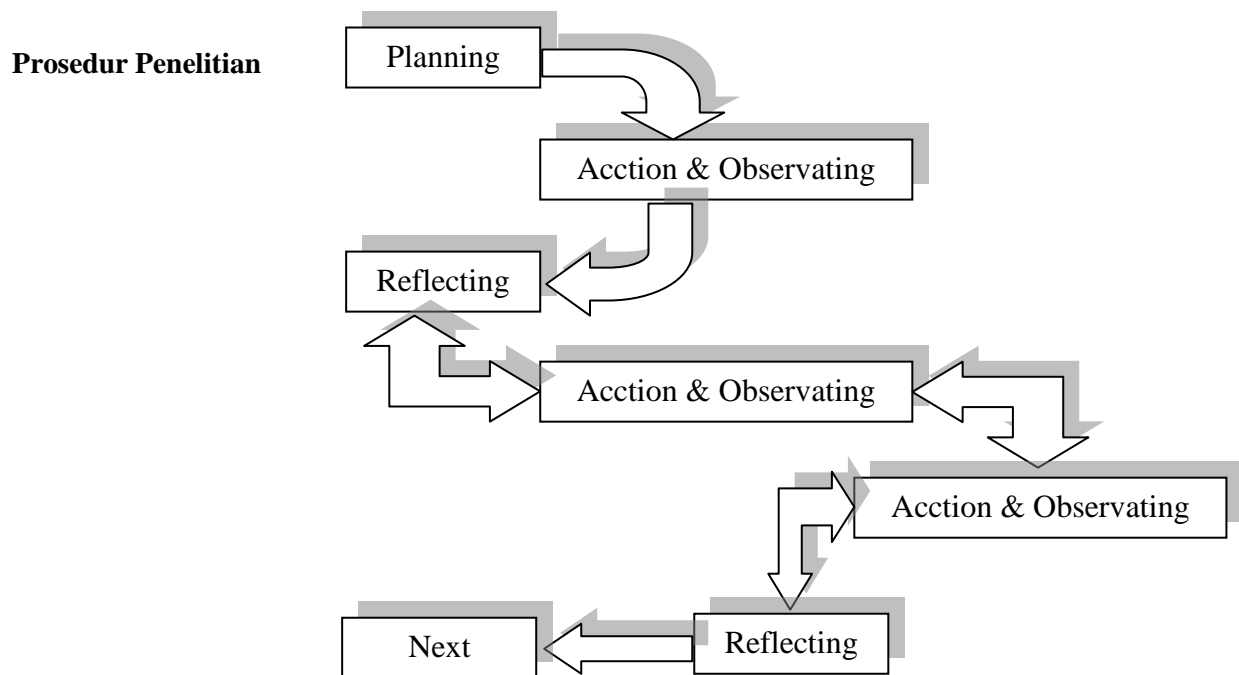 Planning
Prosedur Penelitian
Acction & Observating
Reflecting
Acction & Observating
Acction & Observating
Reflecting
Next